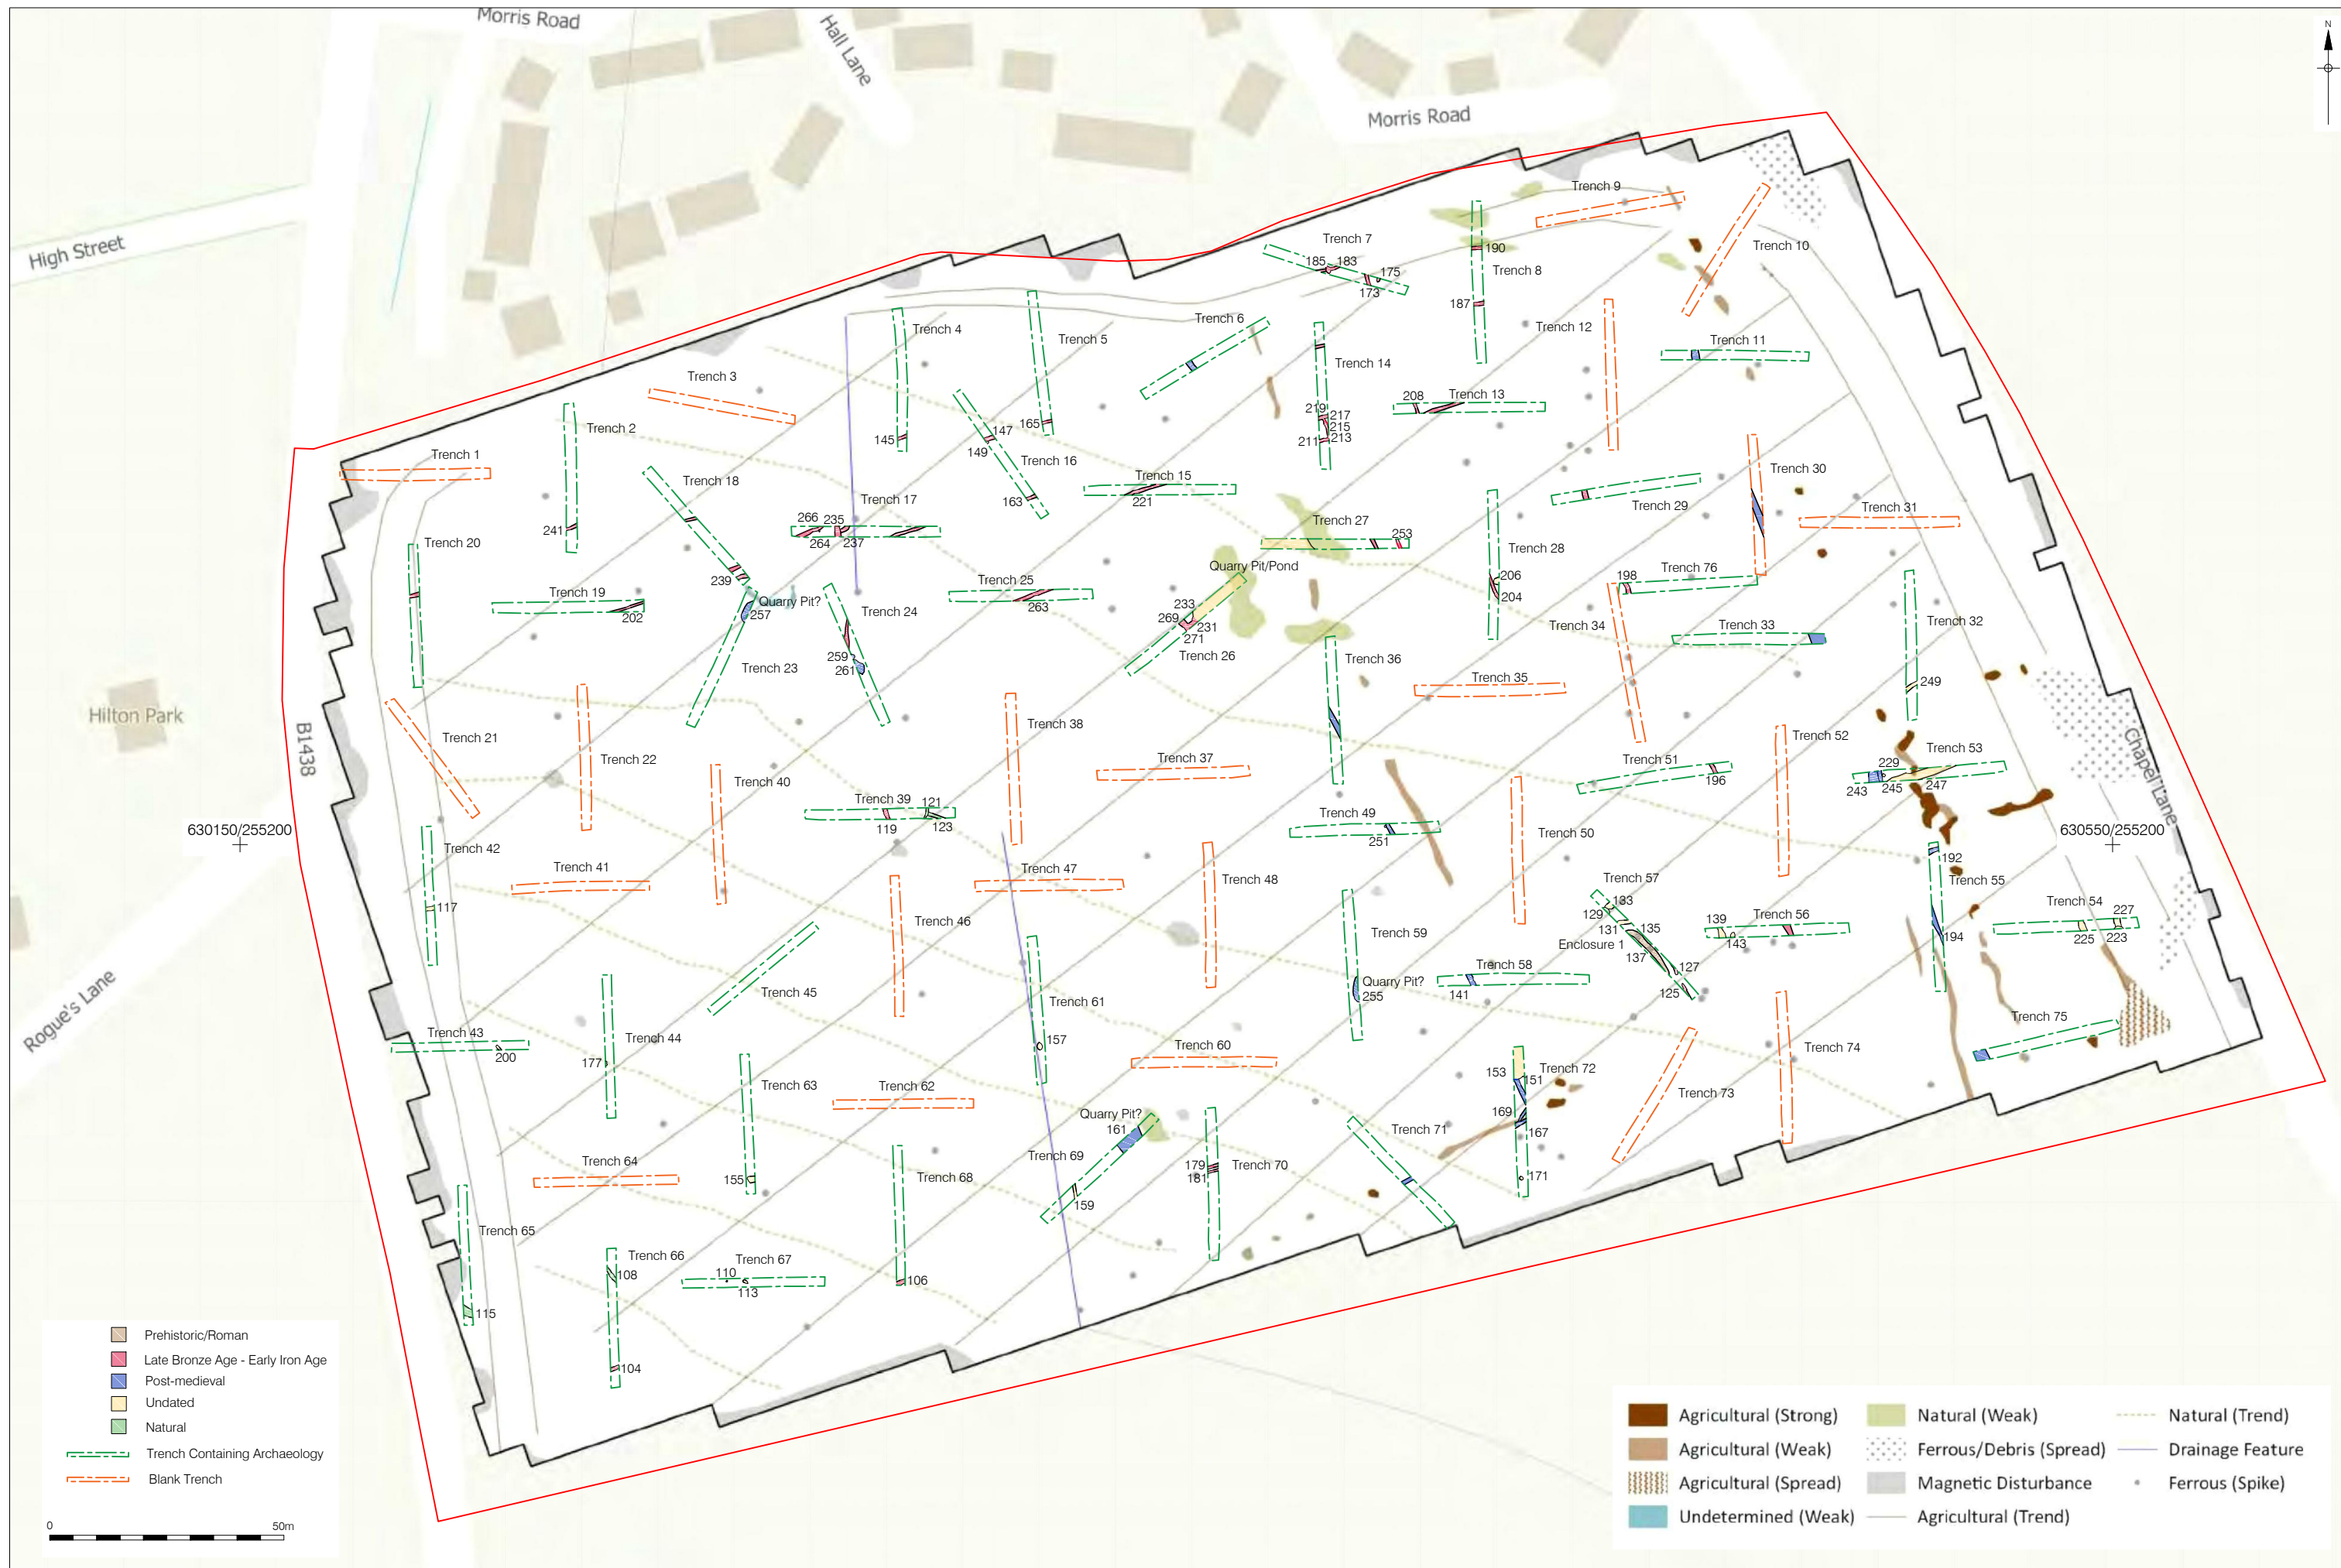 Morris Road
Hall Lane
Morris Road
N
High Street
Hilton Park
B1438
Rogue's Lane
Chapel Lane
630150/255200
630550/255200
Trench 1
Trench 2
241
Trench 3
Trench 4
145
Trench 5
165
Trench 6
Trench 7
185
183
175
173
Trench 8
190
187
Trench 9
Trench 10
Trench 11
Trench 12
Trench 13
208
Trench 14
219
217
215
211
213
Trench 15
221
Trench 16
147
149
163
Trench 17
266
235
264
237
Trench 18
239
Trench 19
202
Trench 20
Trench 21
Trench 22
Trench 23
Quarry Pit?
257
Trench 24
259
261
Trench 25
263
Trench 26
Quarry Pit/Pond
233
269
231
271
Trench 27
253
Trench 28
206
204
Trench 29
Trench 30
Trench 31
Trench 32
249
Trench 33
Trench 34
Trench 35
Trench 36
Trench 37
Trench 38
Trench 39
119
121
123
Trench 40
Trench 41
Trench 42
117
Trench 43
200
Trench 44
177
Trench 45
Trench 46
Trench 47
Trench 48
Trench 49
251
Trench 50
Trench 51
196
Trench 52
Trench 53
229
243
245
247
Trench 54
227
225
223
Trench 55
192
194
Trench 56
139
143
Trench 57
133
129
131
135
Enclosure 1
137
127
125
Trench 58
141
Trench 59
Quarry Pit?
255
Trench 60
Trench 61
157
Trench 62
Trench 63
155
Trench 64
Trench 65
115
Trench 66
108
104
Trench 67
110
113
Trench 68
106
Trench 69
Quarry Pit?
161
159
Trench 70
179
181
Trench 71
Trench 72
153
151
169
167
171
Trench 73
Trench 74
Trench 75
Trench 76
198
Prehistoric/Roman
Late Bronze Age - Early Iron Age
Post-medieval
Undated
Natural
Trench Containing Archaeology
Blank Trench
0 50m
Agricultural (Strong)
Agricultural (Weak)
Agricultural (Spread)
Undetermined (Weak)
Natural (Weak)
Ferrous/Debris (Spread)
Magnetic Disturbance
Agricultural (Trend)
Natural (Trend)
Drainage Feature
Ferrous (Spike)